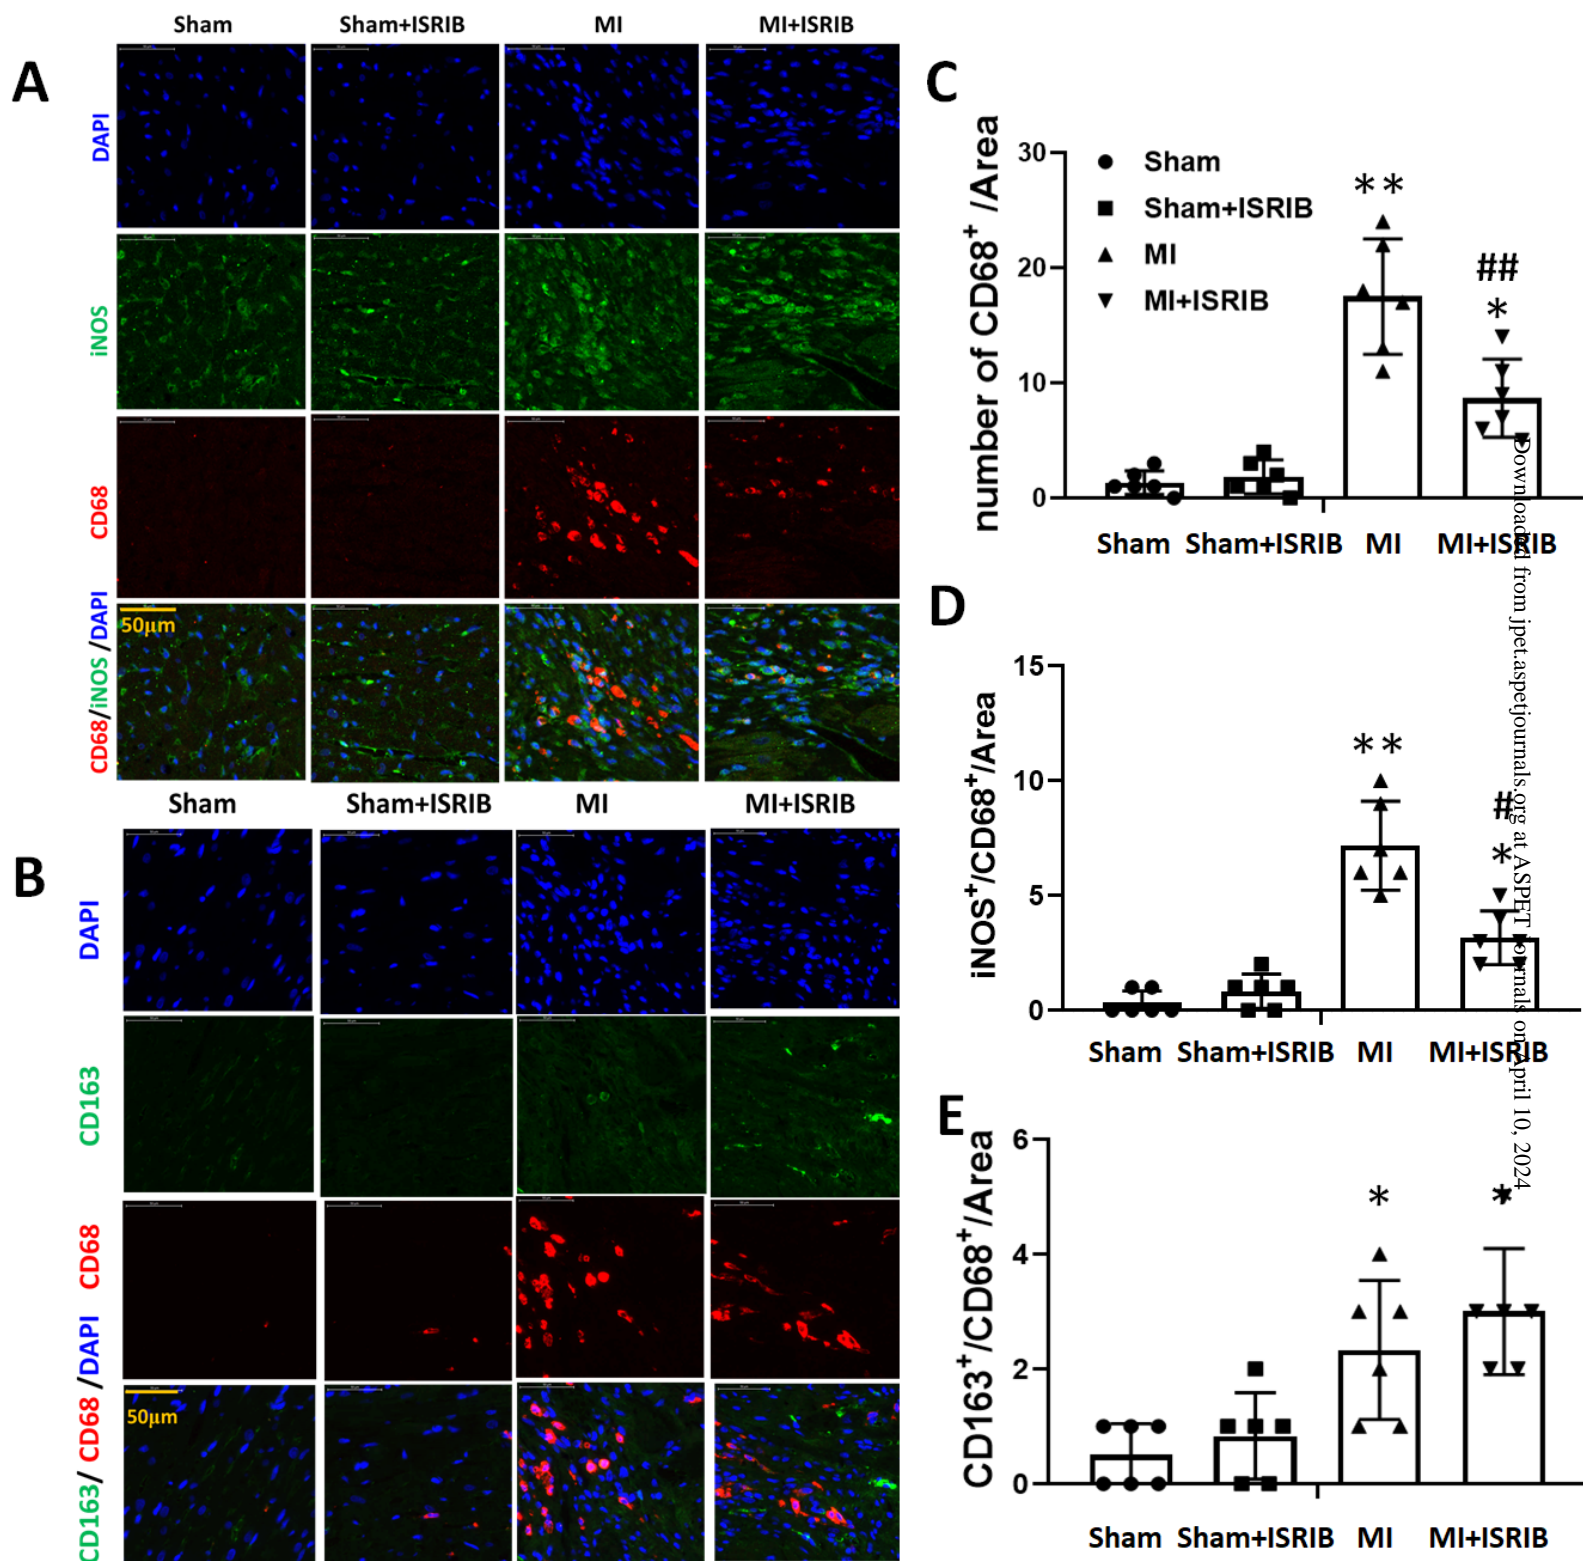 Sham Sham+ISRIB MI MI+ISRIB
A
DAPI
iNOS
CD68
CD68/iNOS /DAPI
50μm
Sham Sham+ISRIB MI MI+ISRIB
B
DAPI
CD163
CD68
CD163/ CD68 /DAPI
50μm
C
number of CD68+ /Area
30
20
10
0
Sham
Sham+ISRIB
MI
MI+ISRIB
**
##
*
Sham Sham+ISRIB MI MI+ISRIB
D
iNOS+/CD68+/Area
15
10
5
0
**
#
*
Sham Sham+ISRIB MI MI+ISRIB
E
CD163+/CD68+/Area
6
4
2
0
*
*
Sham Sham+ISRIB MI MI+ISRIB
Downloaded from jpet.aspetjournals.org at ASPET Journals on April 10, 2024